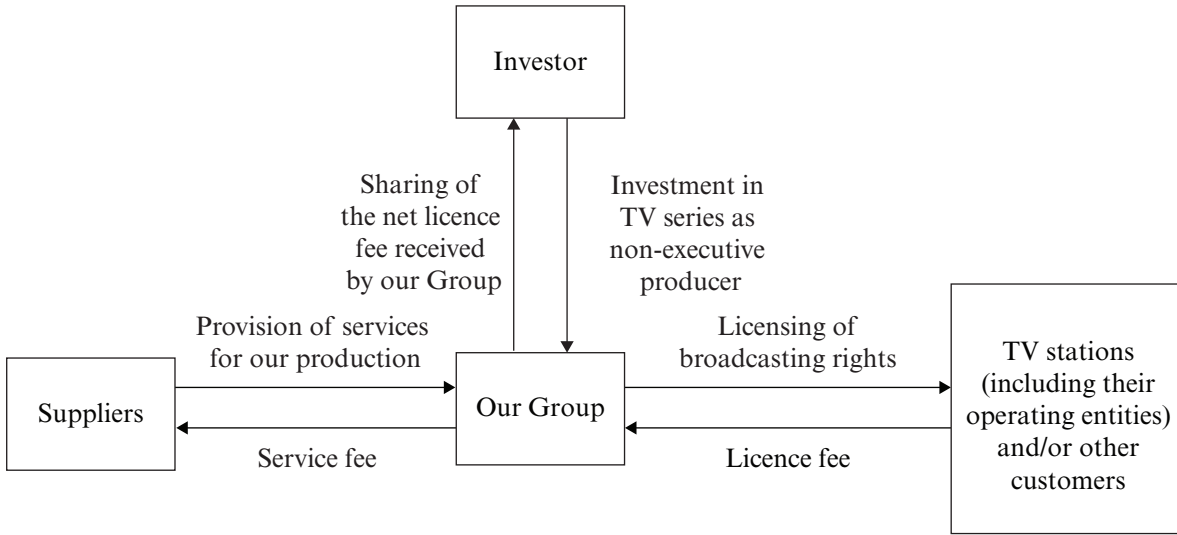 Investor
Sharing of
the net licence
fee received
by our Group
Investment in
TV series as
non-executive
producer
Provision of services
for our production
Licensing of
broadcasting rights
Suppliers
Our Group
TV stations
(including their
operating entities)
and/or other
customers
Service fee
Licence fee